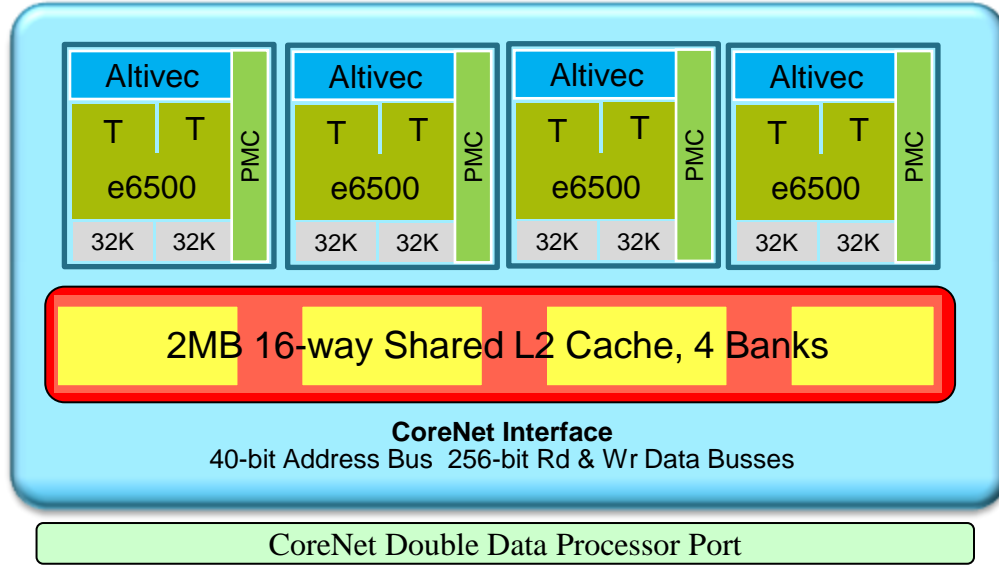 Altivec Altivec Altivec Altivec
T T PMC T T PMC T T PMC T T PMC
e6500 e6500 e6500 e6500
32K 32K 32K 32K 32K 32K 32K 32K
2MB 16-way Shared L2 Cache, 4 Banks
CoreNet Interface
40-bit Address Bus 256-bit Rd & Wr Data Busses
CoreNet Double Data Processor Port